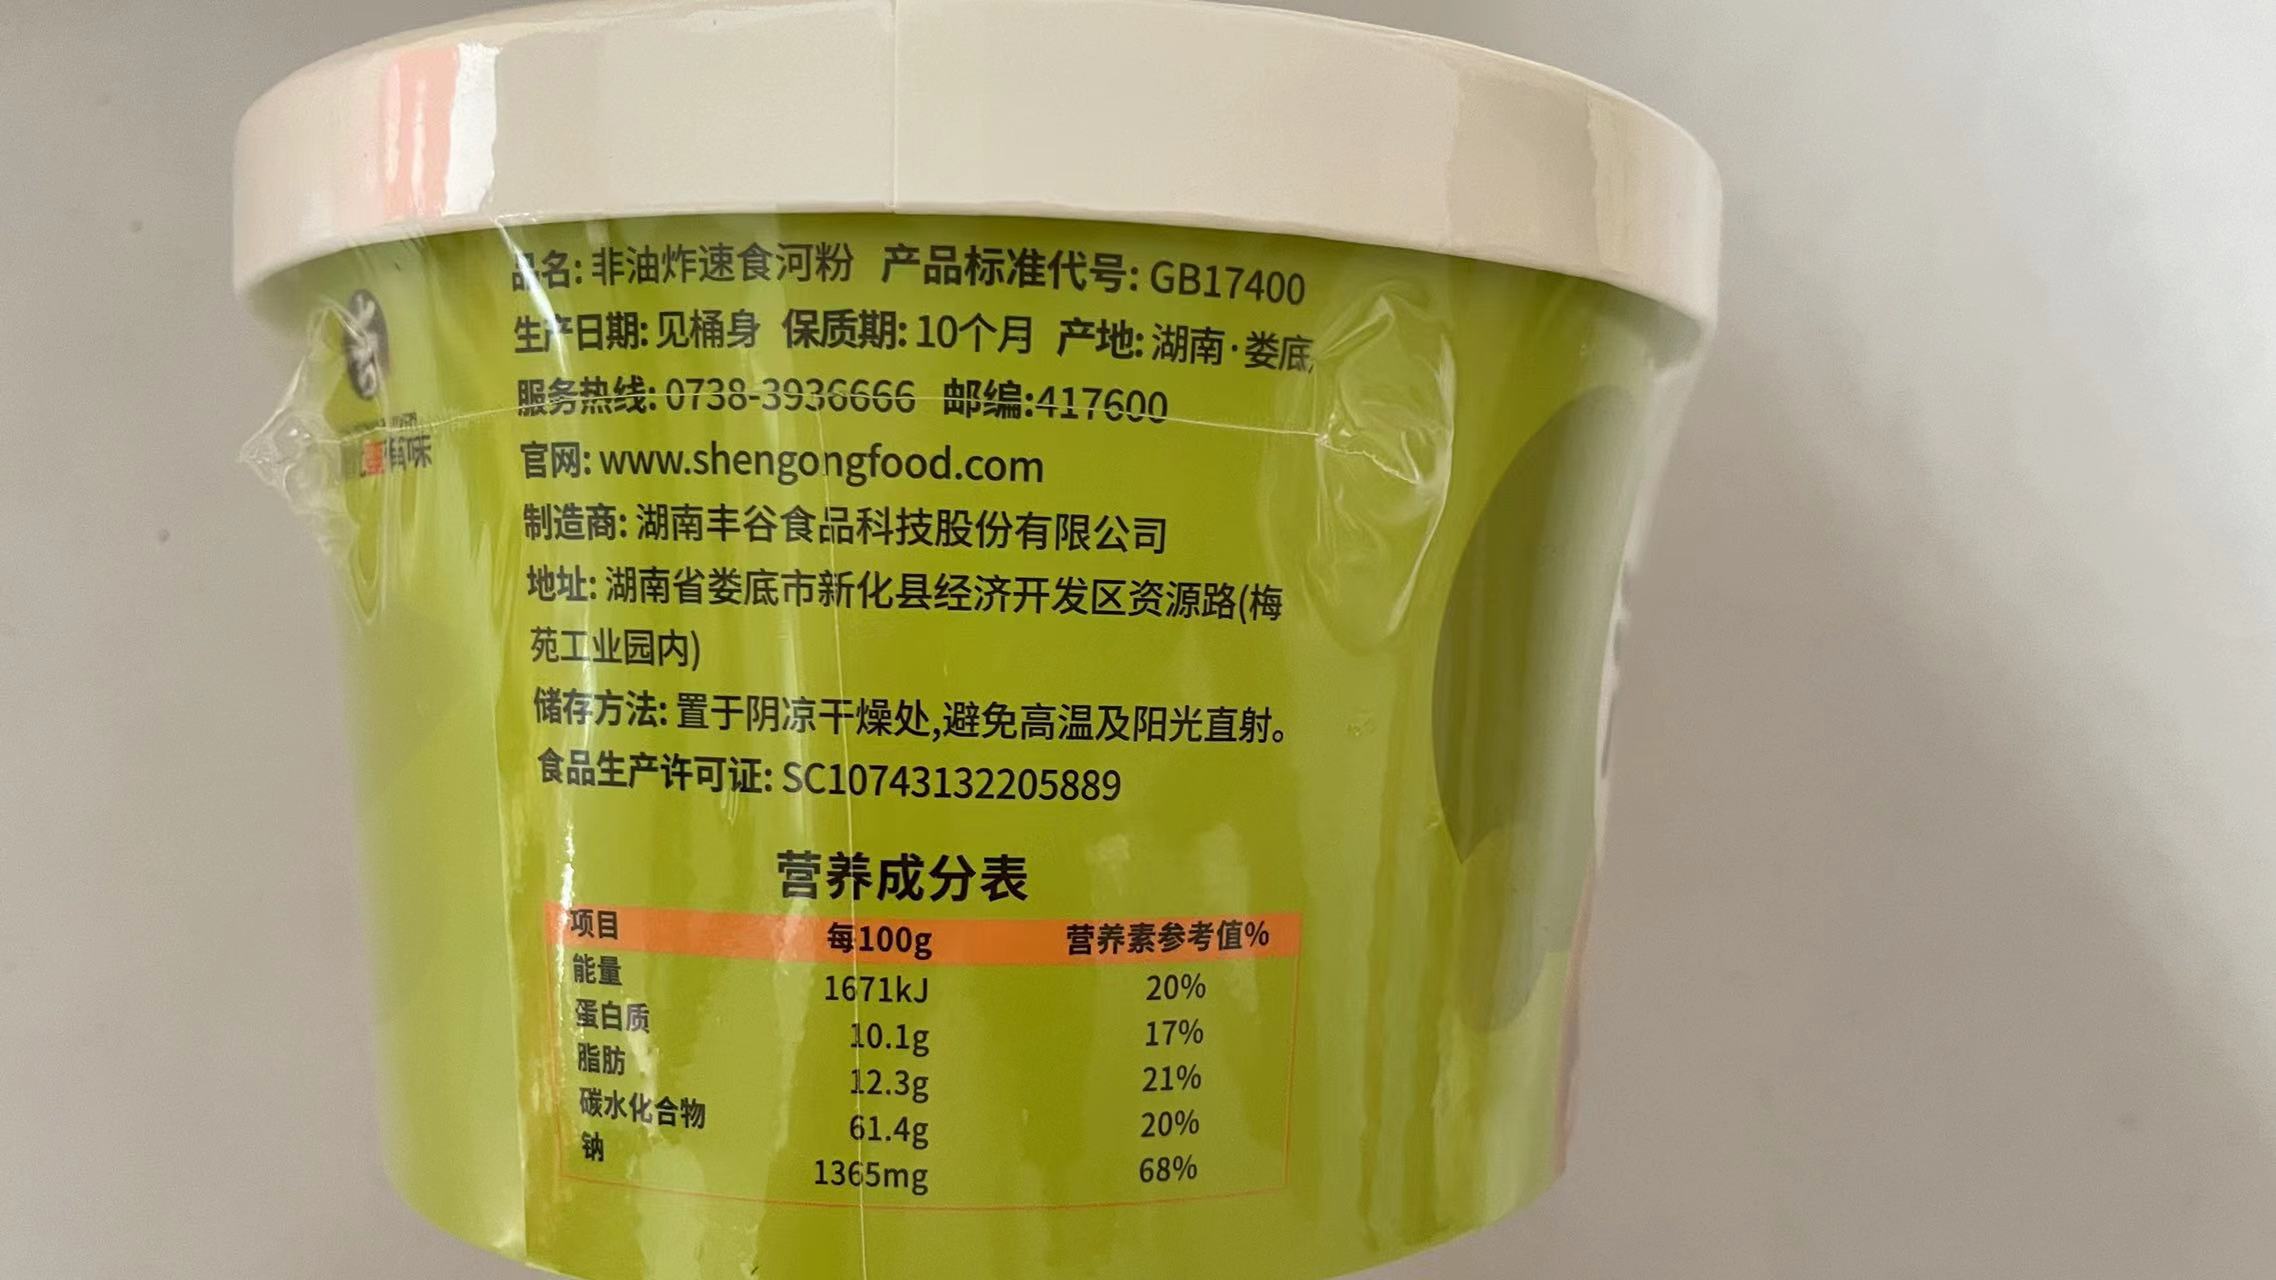 品名: 非油炸速食河粉 产品标准代号: GB17400
生产日期: 见桶身 保质期: 10个月 产地: 湖南·娄底
服务热线: 0738-3936666 邮编:417600
官网: www.shengongfood.com
制造商: 湖南丰谷食品科技股份有限公司
地址: 湖南省娄底市新化县经济开发区资源路(梅
苑工业园内)
储存方法: 置于阴凉干燥处,避免高温及阳光直射。
食品生产许可证: SC10743132205889
营养成分表
项目 每100g 营养素参考值%
能量 1671kJ 20%
蛋白质 10.1g 17%
脂肪 12.3g 21%
碳水化合物 61.4g 20%
钠 1365mg 68%